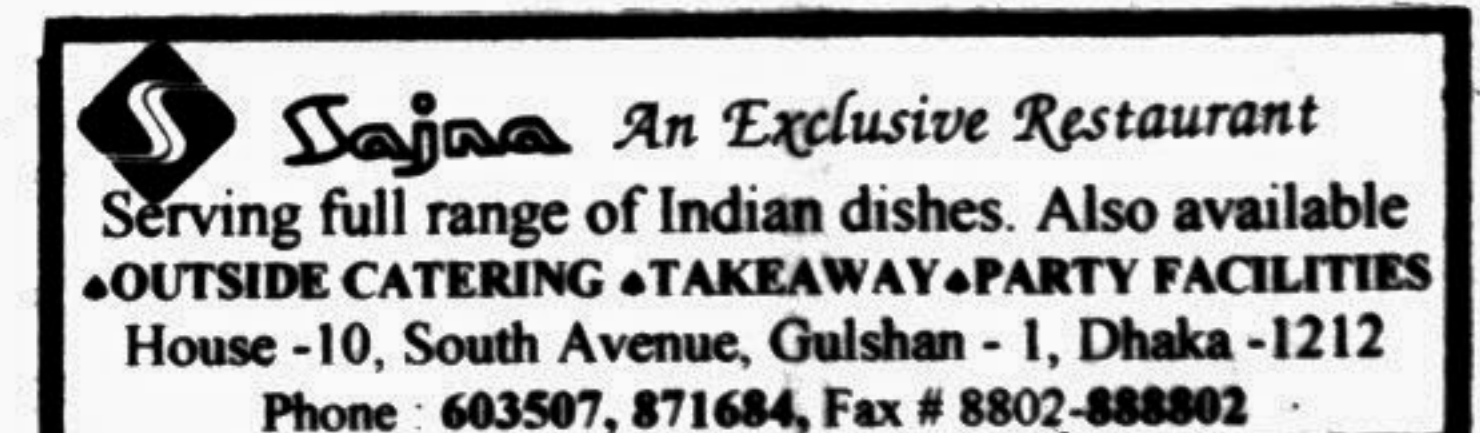 Sajna An Exclusive Restaurant
Serving full range of Indian dishes. Also available
♠OUTSIDE CATERING ♠TAKEAWAY♠PARTY FACILITIES
House -10, South Avenue, Gulshan - 1, Dhaka -1212
Phone : 603507, 871684, Fax # 8802-888802